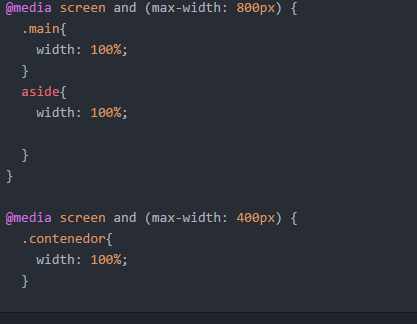 @media screen and (max-width: 800px) {
  .main{
    width: 100%;
  }
  aside{
    width: 100%;

  }
}

@media screen and (max-width: 400px) {
  .contenedor{
    width: 100%;
  }